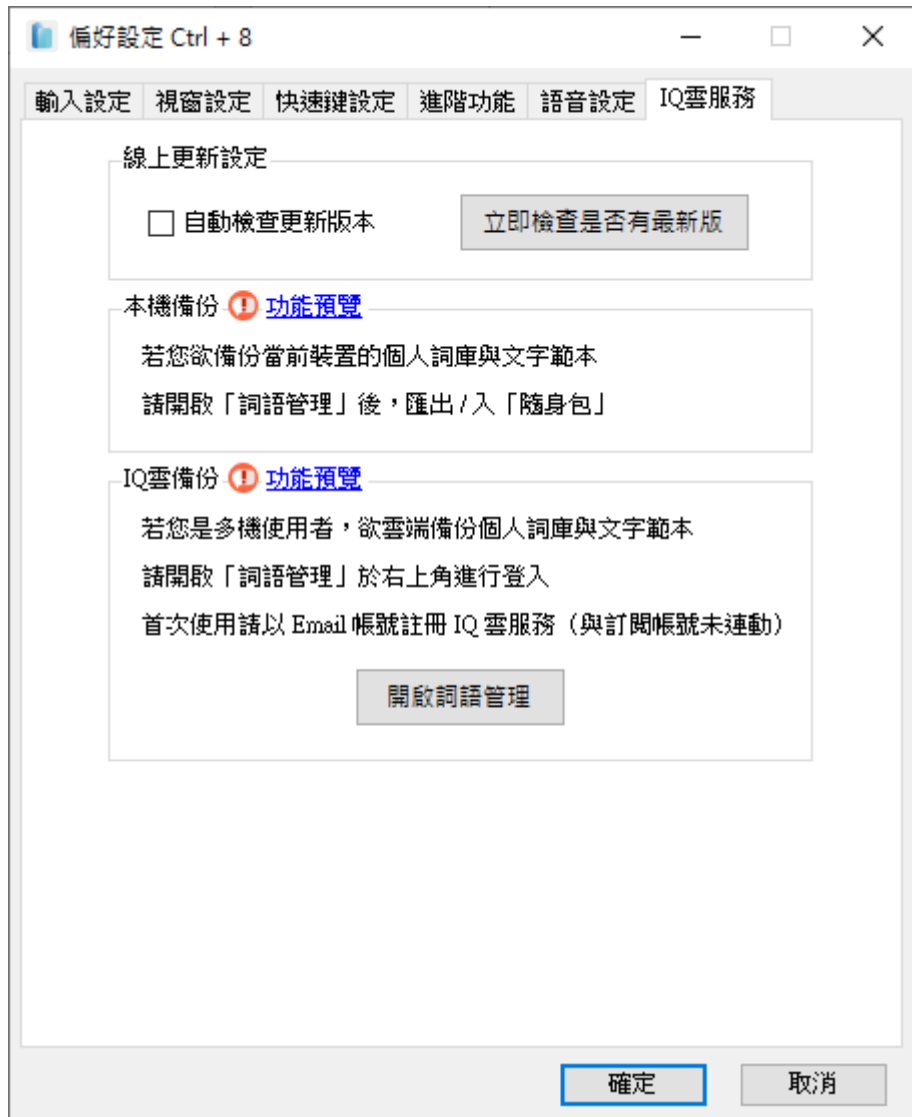 偏好設定 Ctrl + 8
輸入設定 視窗設定 快速鍵設定 進階功能 語音設定 IQ雲服務
線上更新設定
自動檢查更新版本 立即檢查是否有最新版
本機備份 功能預覽
若您欲備份當前裝置的個人詞庫與文字範本
請開啟「詞語管理」後，匯出 / 入「隨身包」
IQ雲備份 功能預覽
若您是多機使用者，欲雲端備份個人詞庫與文字範本
請開啟「詞語管理」於右上角進行登入
首次使用請以 Email 帳號註冊 IQ 雲服務（與訂閱帳號未連動）
開啟詞語管理
確定 取消